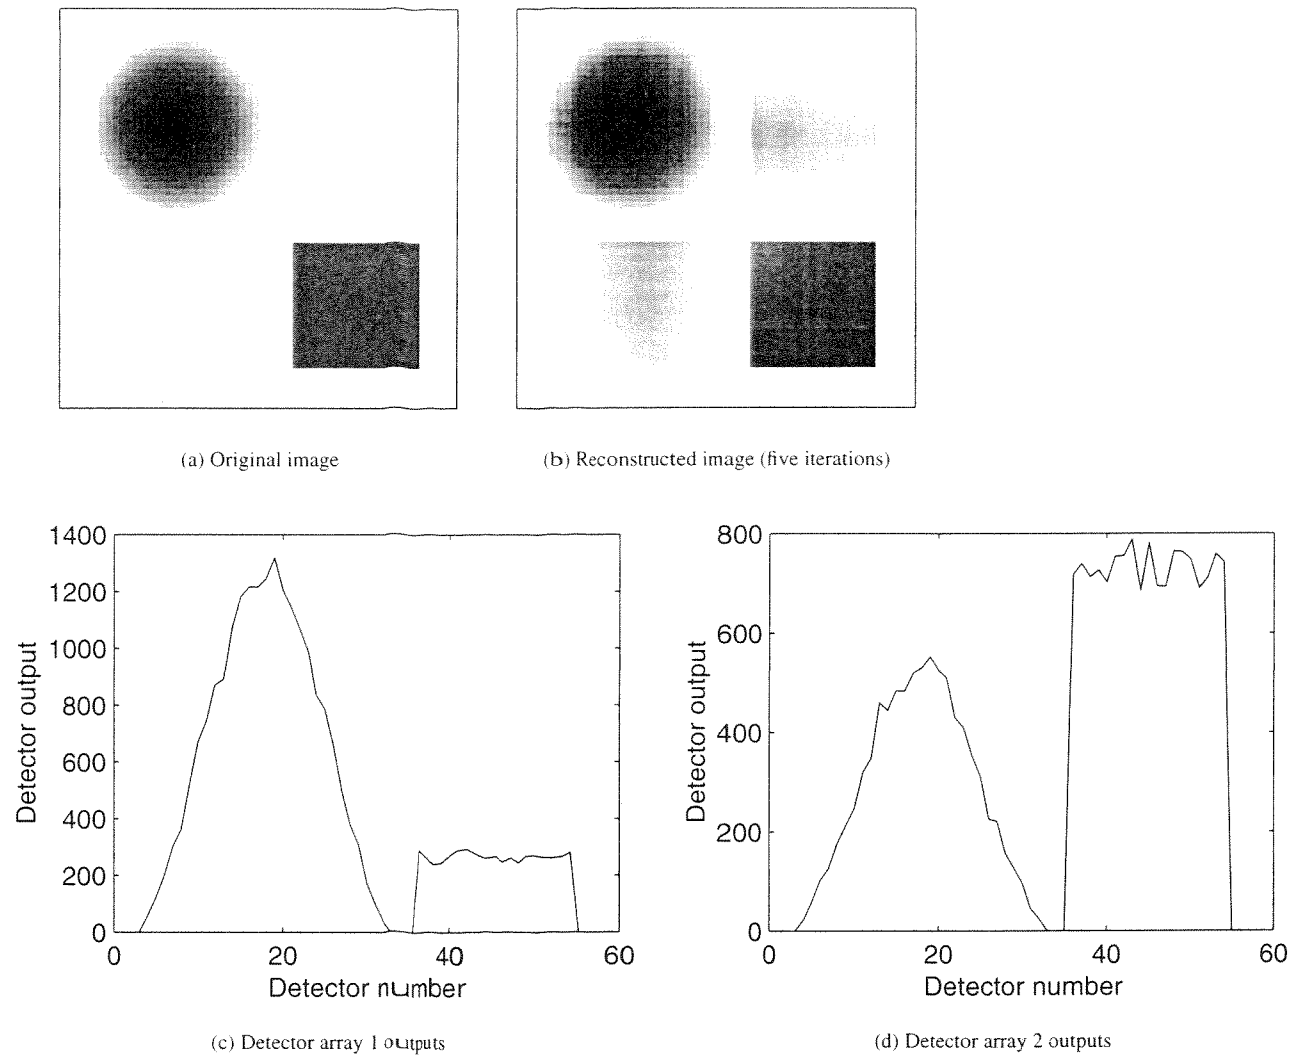 (a) Original image
(b) Reconstructed image (five iterations)
1400
1200
1000
800
600
400
200
0
Detector output
0 20 40 60
Detector number
(c) Detector array 1 outputs
800
600
400
200
0
Detector output
0 20 40 60
Detector number
(d) Detector array 2 outputs